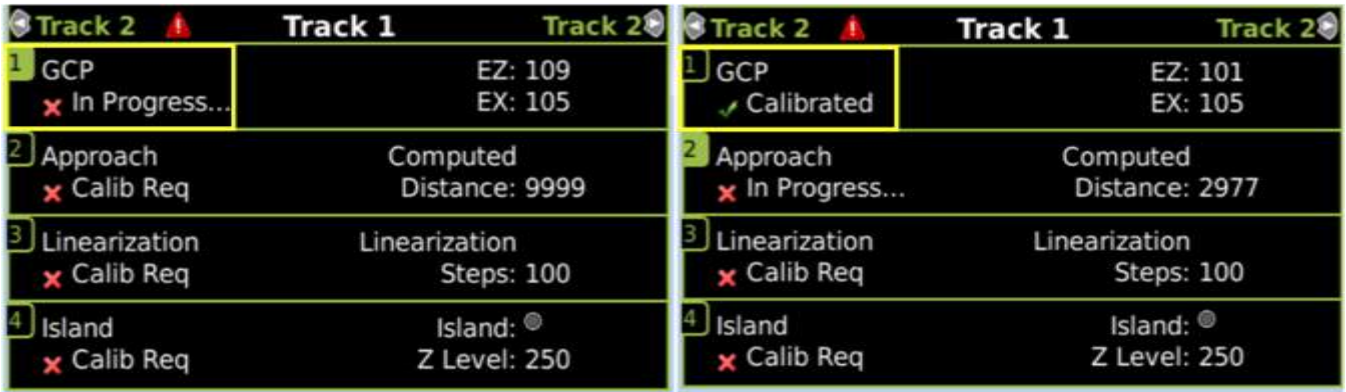 Track 2 Track 1 Track 2
1 GCP EZ: 109
In Progress... EX: 105
2 Approach Computed
Calib Req Distance: 9999
3 Linearization Linearization
Calib Req Steps: 100
4 Island Island:
Calib Req Z Level: 250
Track 2 Track 1 Track 2
1 GCP EZ: 101
Calibrated EX: 105
2 Approach Computed
In Progress... Distance: 2977
3 Linearization Linearization
Calib Req Steps: 100
4 Island Island:
Calib Req Z Level: 250